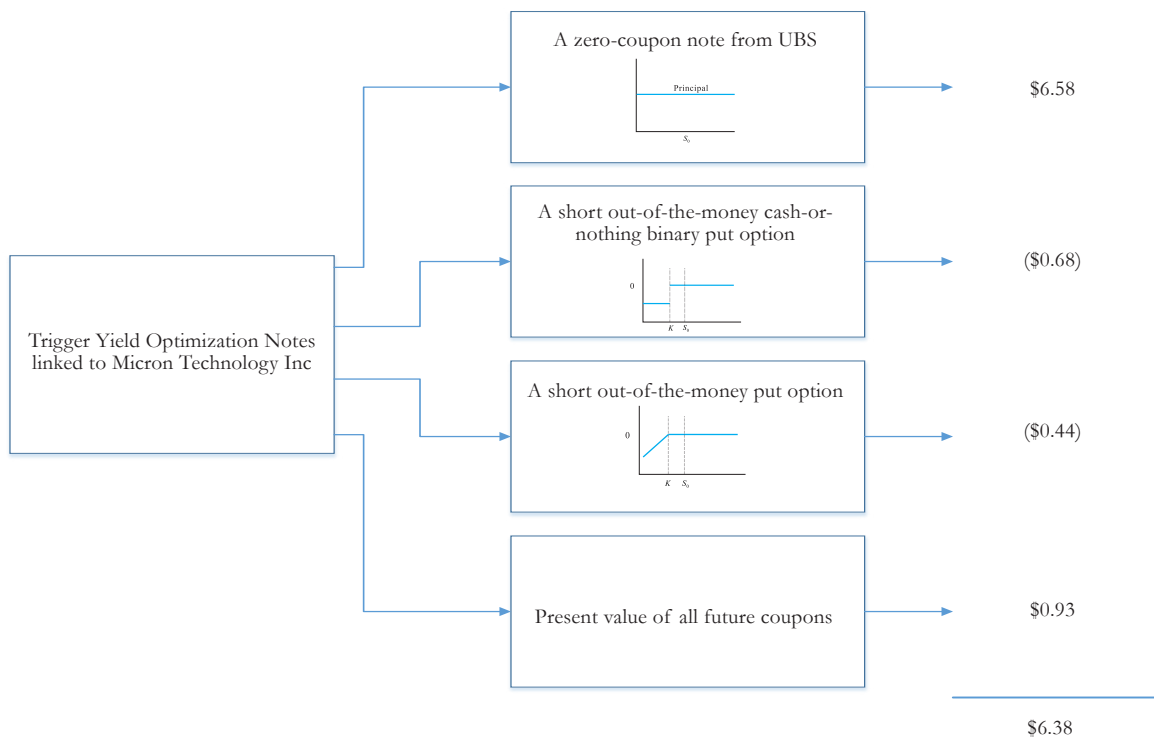 A zero-coupon note from UBS
Principal
S0
$6.58
A short out-of-the-money cash-or-
nothing binary put option
0
K
S0
($0.68)
Trigger Yield Optimization Notes
linked to Micron Technology Inc
A short out-of-the-money put option
0
K
S0
($0.44)
Present value of all future coupons
$0.93
$6.38